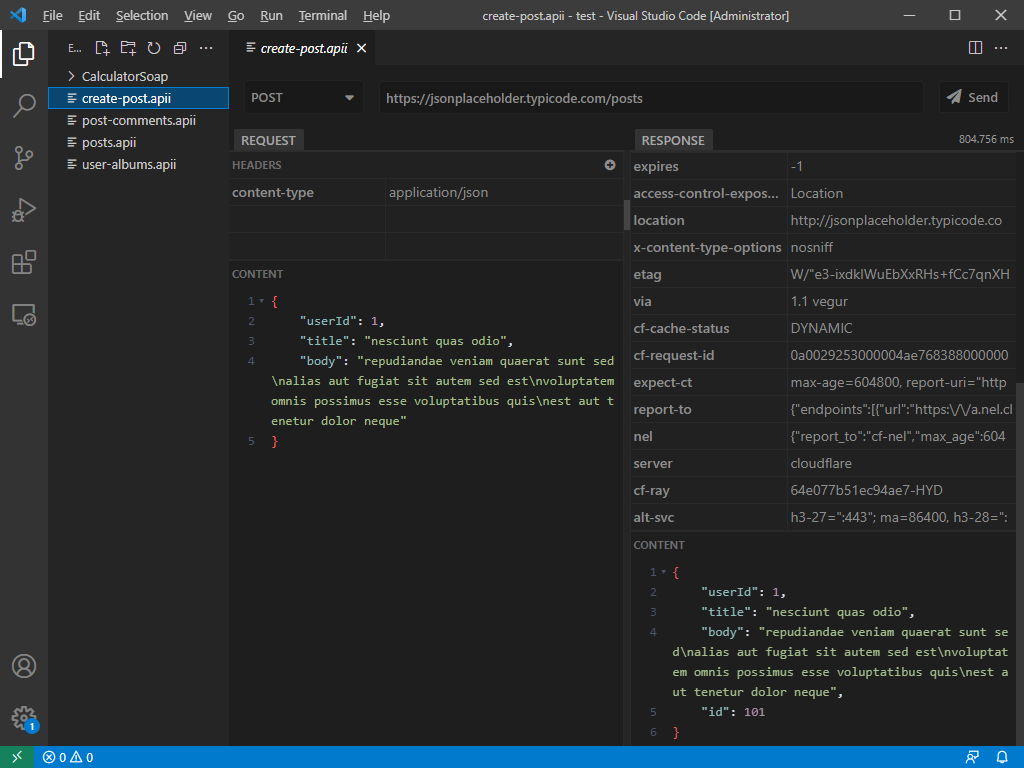 File Edit Selection View Go Run Terminal Help create-post.apii - test - Visual Studio Code [Administrator]
E...
create-post.apii
CalculatorSoap
create-post.apii
post-comments.apii
posts.apii
user-albums.apii
POST
https://jsonplaceholder.typicode.com/posts
Send
REQUEST
HEADERS
content-type application/json
CONTENT
1 {
2 "userId": 1,
3 "title": "nesciunt quas odio",
4 "body": "repudiandae veniam quaerat sunt sed
\nalias aut fugiat sit autem sed est\nvoluptatem
omnis possimus esse voluptatibus quis\nest aut t
enetur dolor neque"
5 }
RESPONSE
804.756 ms
expires -1
access-control-expos... Location
location http://jsonplaceholder.typicode.co
x-content-type-options nosniff
etag W/"e3-ixdkIWuEbXxRHs+fCc7qnXH
via 1.1 vegur
cf-cache-status DYNAMIC
cf-request-id 0a0029253000004ae768388000000
expect-ct max-age=604800, report-uri="http
report-to {"endpoints":[{"url":"https:\/\/a.nel.cl
nel {"report_to":"cf-nel","max_age":604
server cloudflare
cf-ray 64e077b51ec94ae7-HYD
alt-svc h3-27=":443"; ma=86400, h3-28=":
CONTENT
1 {
2 "userId": 1,
3 "title": "nesciunt quas odio",
4 "body": "repudiandae veniam quaerat sunt se
d\nalias aut fugiat sit autem sed est\nvoluptat
em omnis possimus esse voluptatibus quis\nest a
ut tenetur dolor neque",
5 "id": 101
6 }
1
0 0